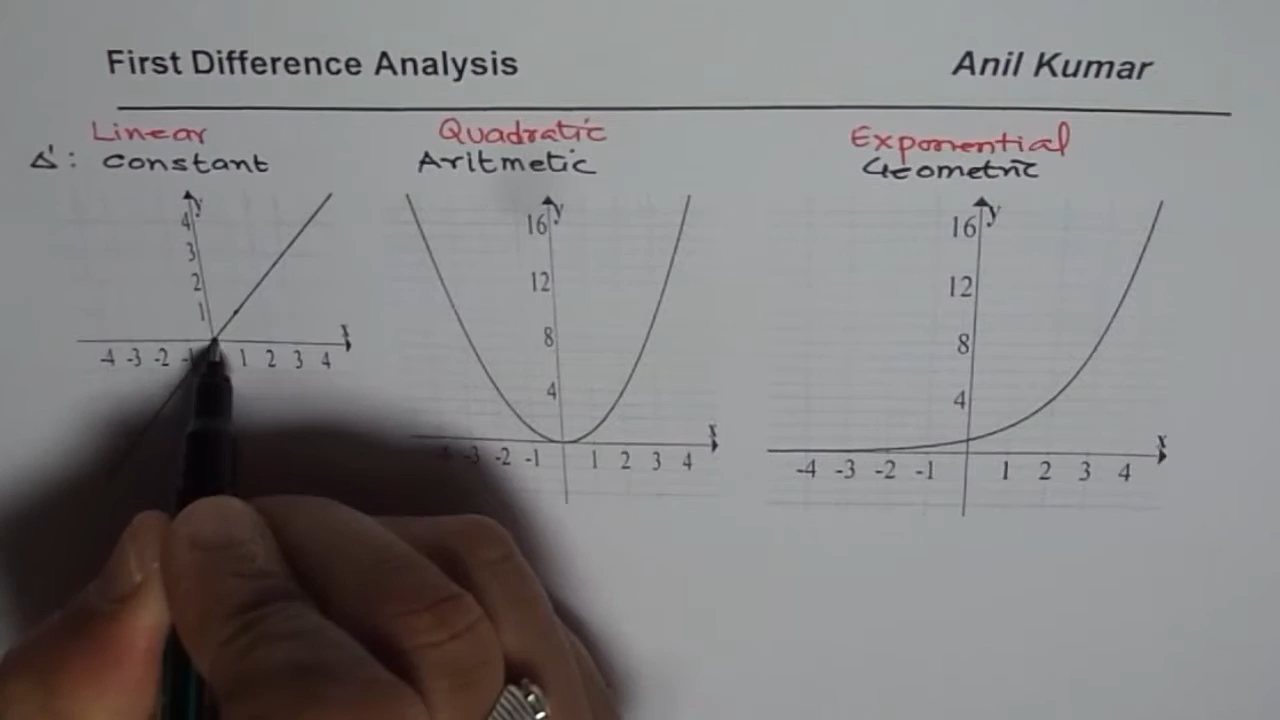 First Difference Analysis Anil Kumar
Linear Quadratic Exponential
Δ': Constant Aritmetic Geometric
y
4
3
2
1
x
-4 -3 -2 -1 1 2 3 4
y
16
12
8
4
x
-3 -2 -1 1 2 3 4
y
16
12
8
4
x
-4 -3 -2 -1 1 2 3 4